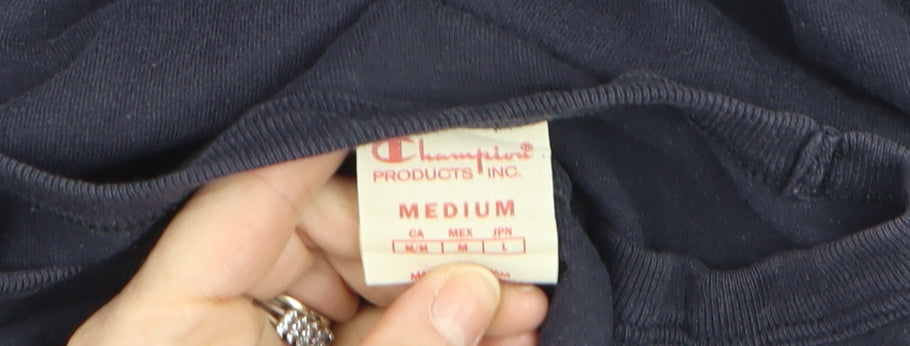 Champion®
PRODUCTS INC.
MEDIUM
CA MEX JPN
M/M M L